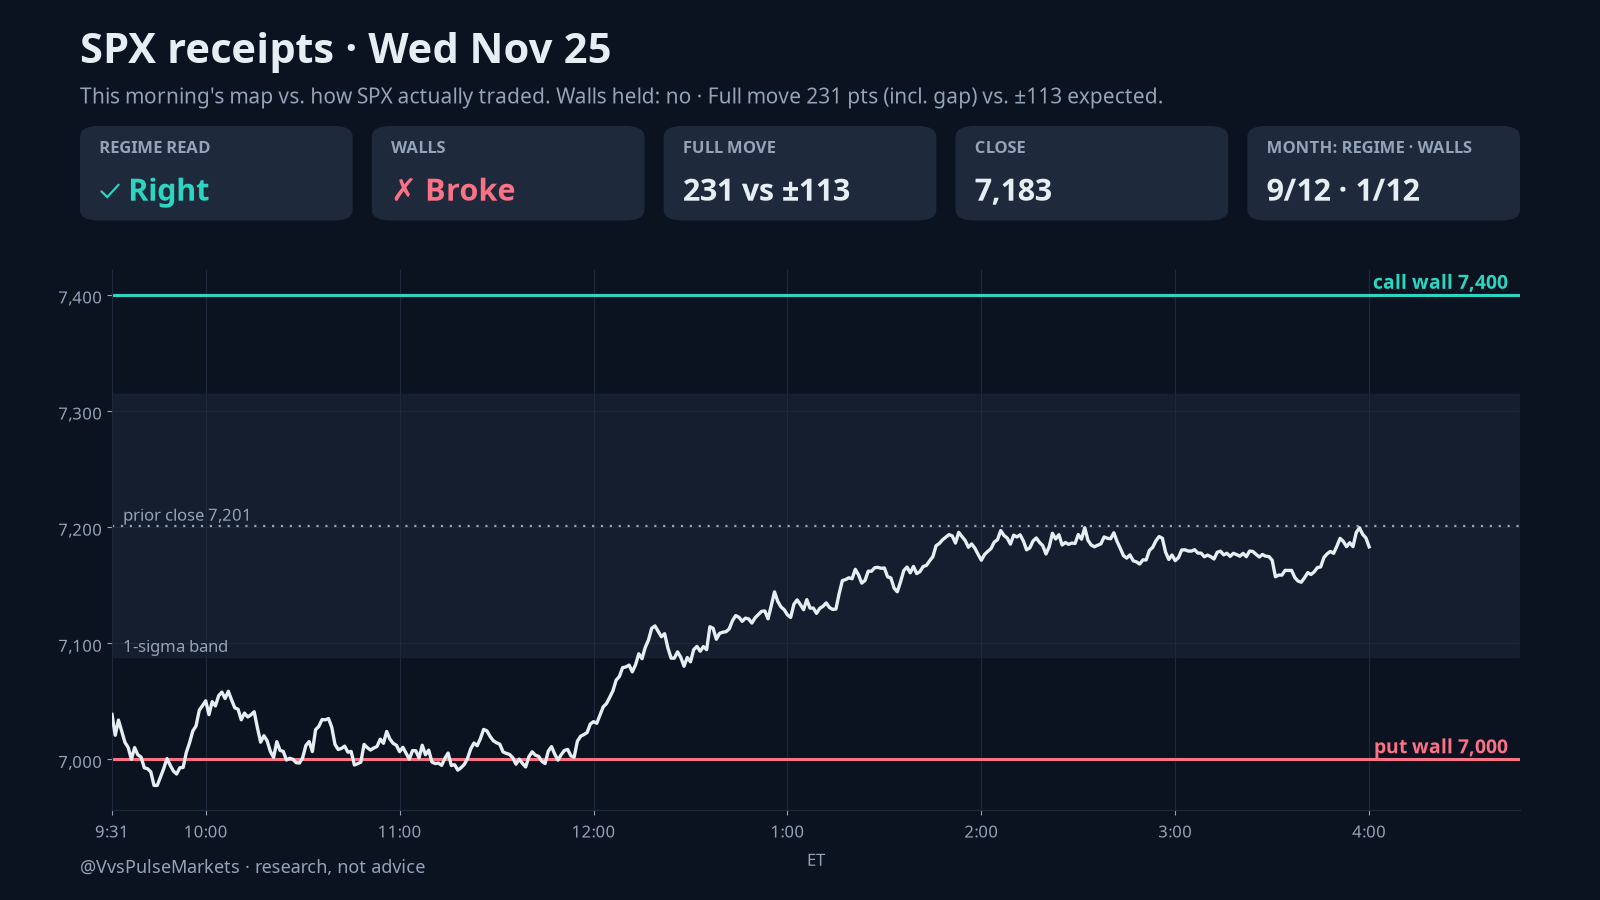 SPX receipts · Wed Nov 25
This morning's map vs. how SPX actually traded. Walls held: no · Full move 231 pts (incl. gap) vs. ±113 expected.
REGIME READ
✓ Right
WALLS
✗ Broke
FULL MOVE
231 vs ±113
CLOSE
7,183
MONTH: REGIME · WALLS
9/12 · 1/12
call wall 7,400
7,400
7,300
prior close 7,201
7,200
1-sigma band
7,100
put wall 7,000
7,000
9:31 10:00 11:00 12:00 1:00 2:00 3:00 4:00
ET
@VvsPulseMarkets · research, not advice